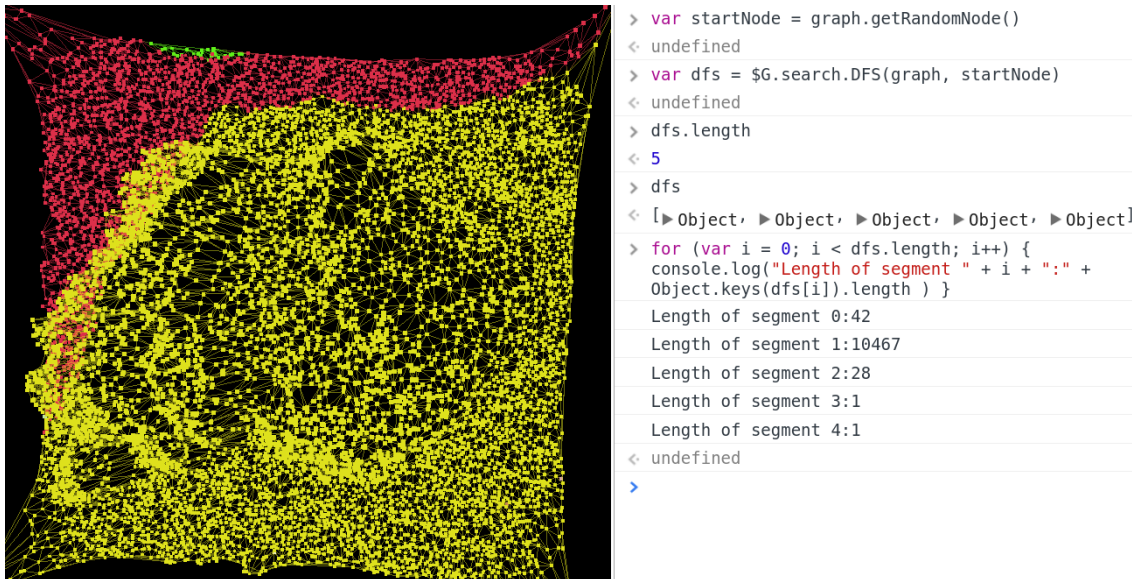 var startNode = graph.getRandomNode()
undefined
var dfs = $G.search.DFS(graph, startNode)
undefined
dfs.length
5
dfs
[▶Object, ▶Object, ▶Object, ▶Object, ▶Object]
for (var i = 0; i < dfs.length; i++) {
console.log("Length of segment " + i + ":" +
Object.keys(dfs[i]).length ) }
Length of segment 0:42
Length of segment 1:10467
Length of segment 2:28
Length of segment 3:1
Length of segment 4:1
undefined